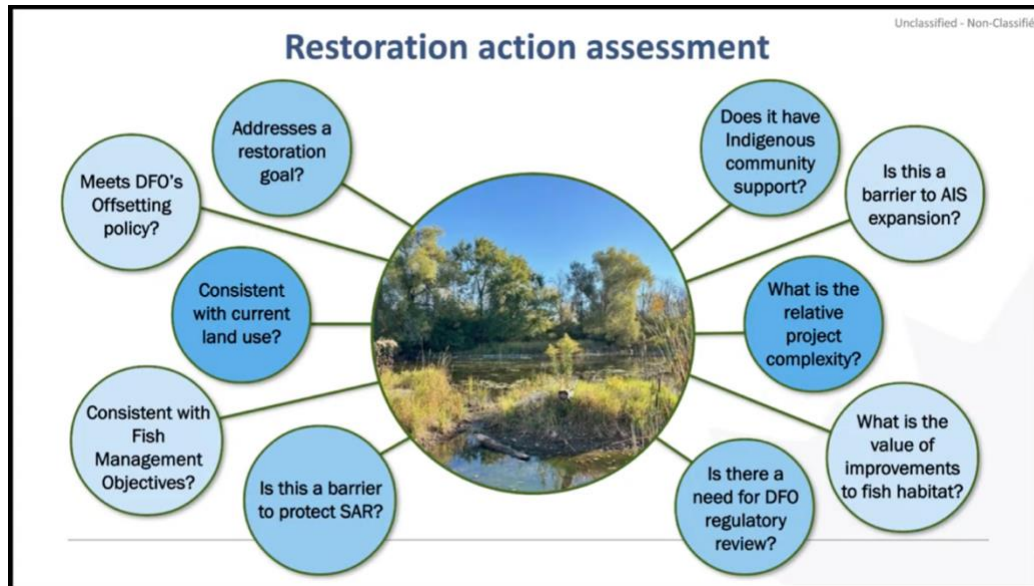 Unclassified - Non-Classifié
Restoration action assessment
Addresses a
restoration
goal?
Meets DFO's
Offsetting
policy?
Consistent
with current
land use?
Consistent with
Fish
Management
Objectives?
Is this a barrier
to protect SAR?
Does it have
Indigenous
community
support?
Is this a
barrier to AIS
expansion?
What is the
relative
project
complexity?
What is the
value of
improvements
to fish habitat?
Is there a
need for DFO
regulatory
review?